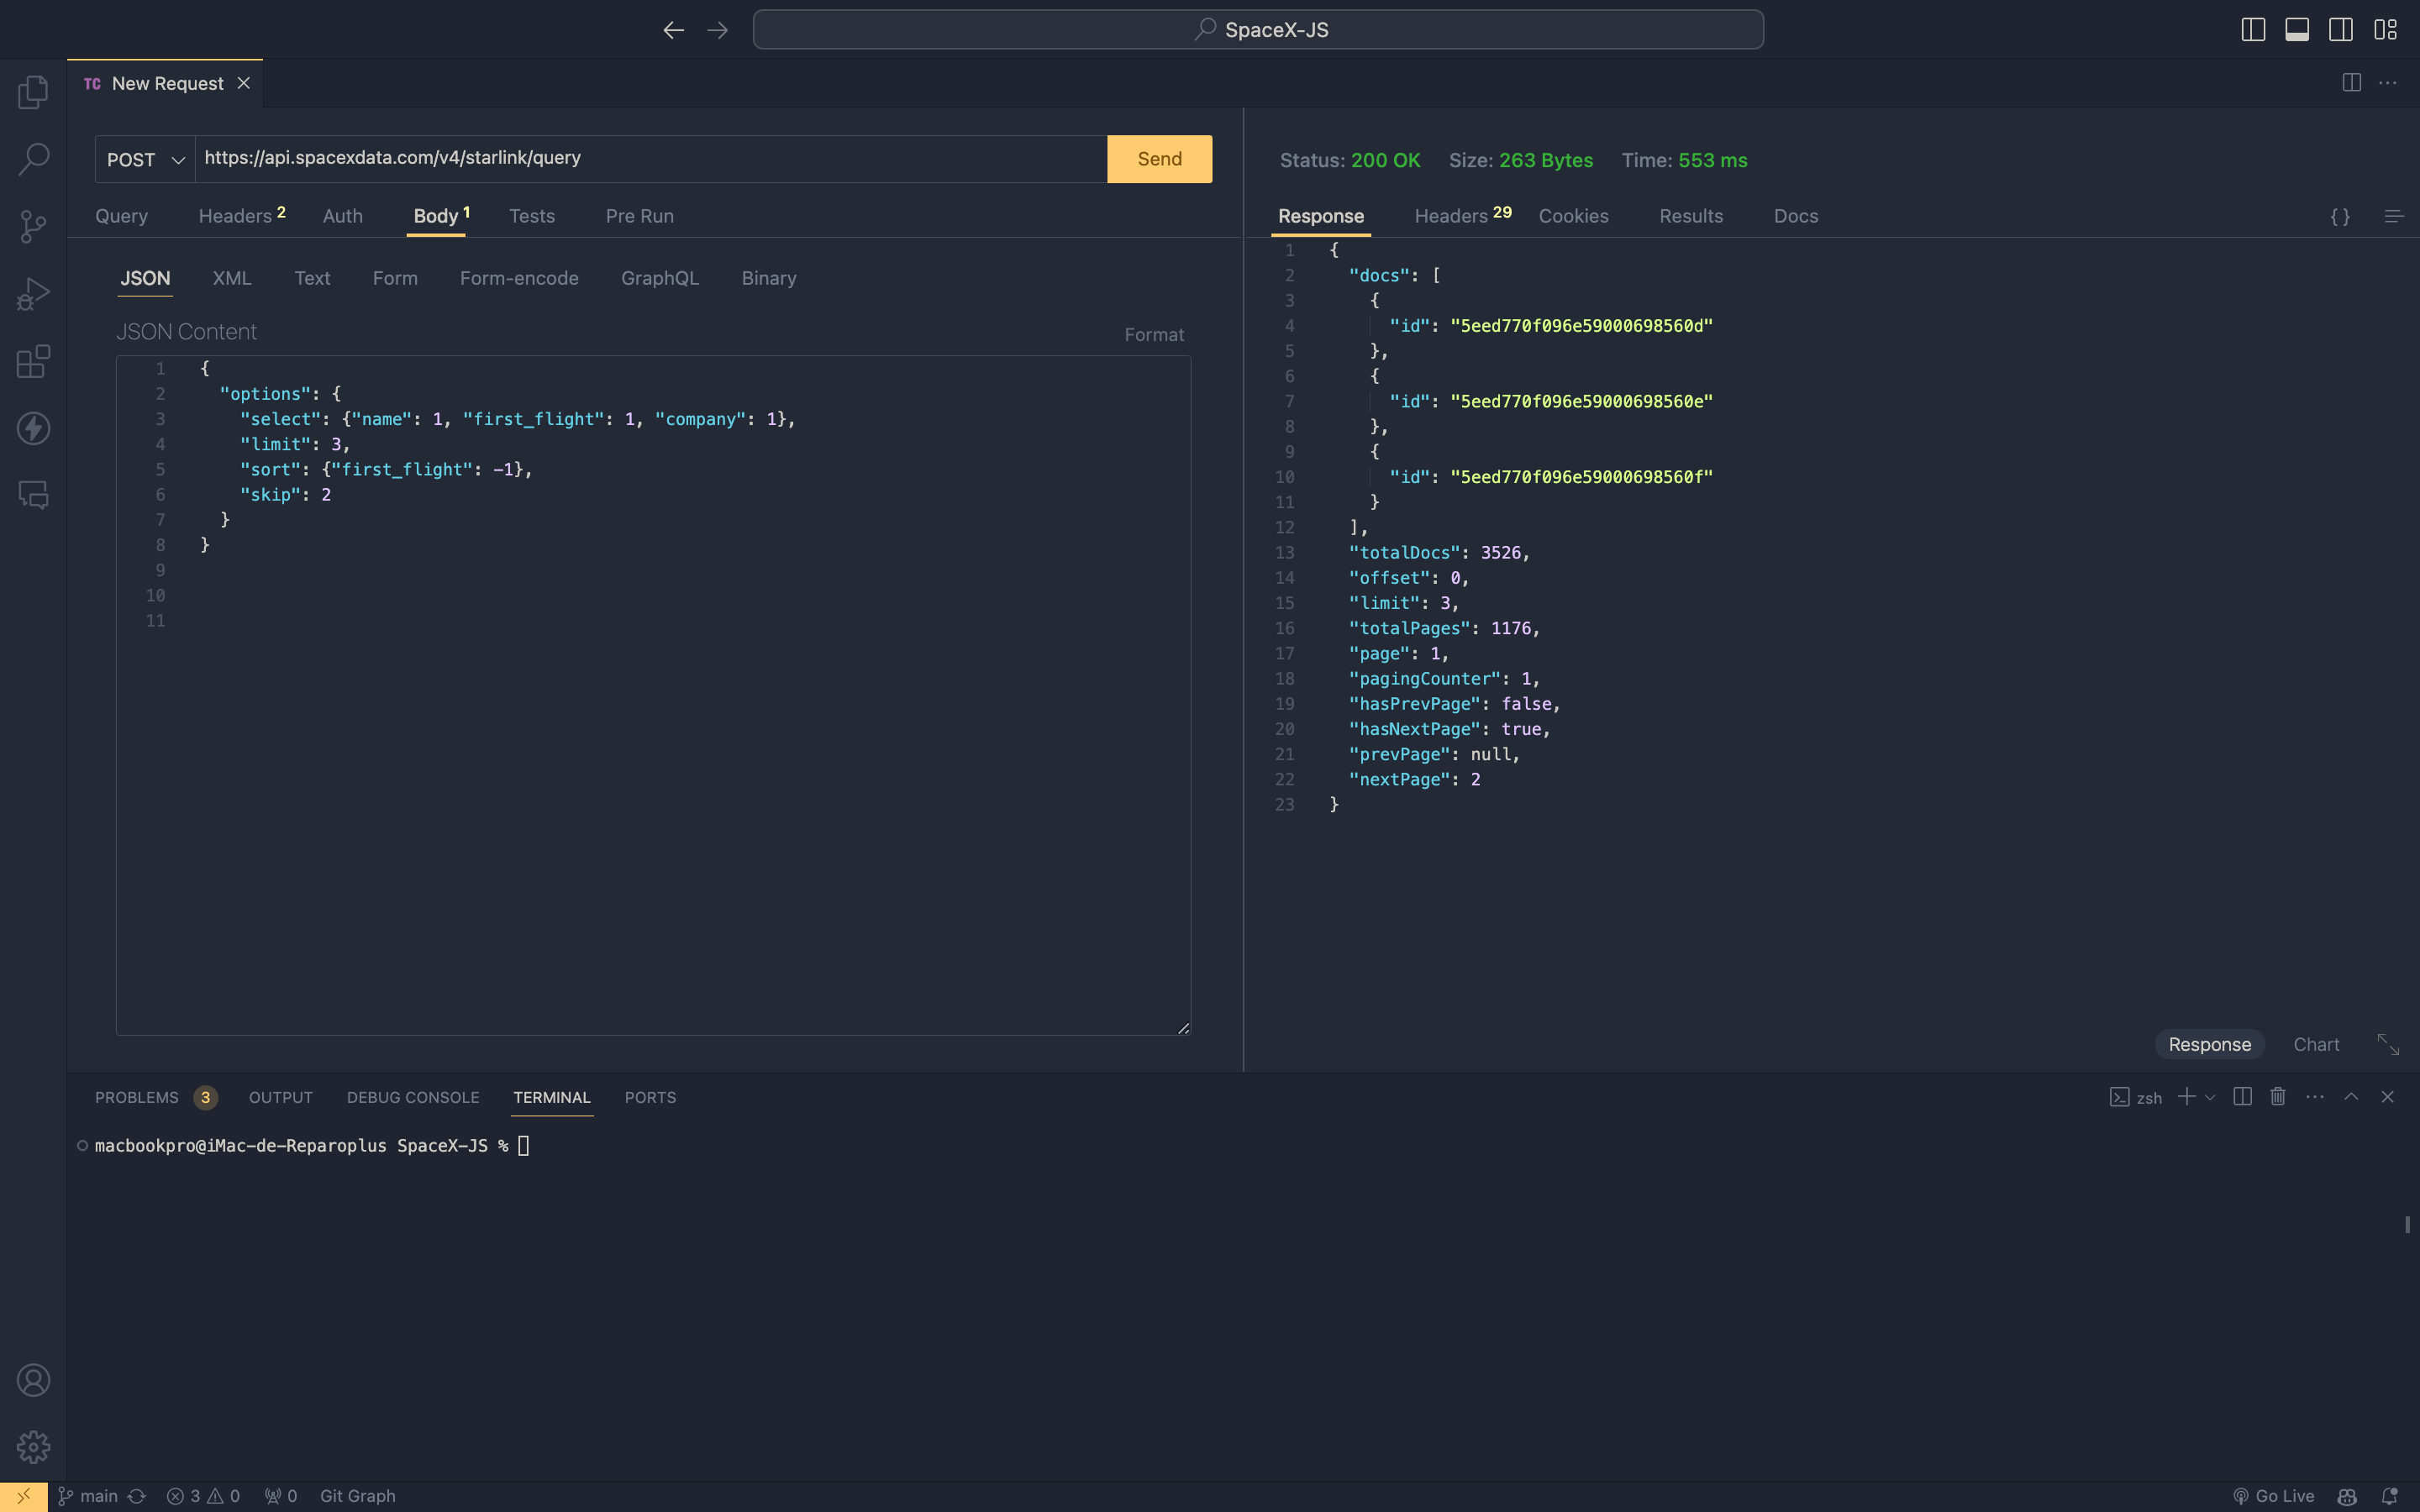 SpaceX-JS
TC New Request
POST https://api.spacexdata.com/v4/starlink/query Send
Query Headers 2 Auth Body 1 Tests Pre Run
JSON XML Text Form Form-encode GraphQL Binary
JSON Content Format
1 {
2 "options": {
3 "select": {"name": 1, "first_flight": 1, "company": 1},
4 "limit": 3,
5 "sort": {"first_flight": -1},
6 "skip": 2
7 }
8 }
9
10
11
Status: 200 OK Size: 263 Bytes Time: 553 ms
Response Headers 29 Cookies Results Docs {}
1 {
2 "docs": [
3 {
4 "id": "5eed770f096e59000698560d"
5 },
6 {
7 "id": "5eed770f096e59000698560e"
8 },
9 {
10 "id": "5eed770f096e59000698560f"
11 }
12 ],
13 "totalDocs": 3526,
14 "offset": 0,
15 "limit": 3,
16 "totalPages": 1176,
17 "page": 1,
18 "pagingCounter": 1,
19 "hasPrevPage": false,
20 "hasNextPage": true,
21 "prevPage": null,
22 "nextPage": 2
23 }
Response Chart
PROBLEMS 3 OUTPUT DEBUG CONSOLE TERMINAL PORTS zsh
macbookpro@iMac-de-Reparoplus SpaceX-JS %
main 3 0 0 Git Graph Go Live